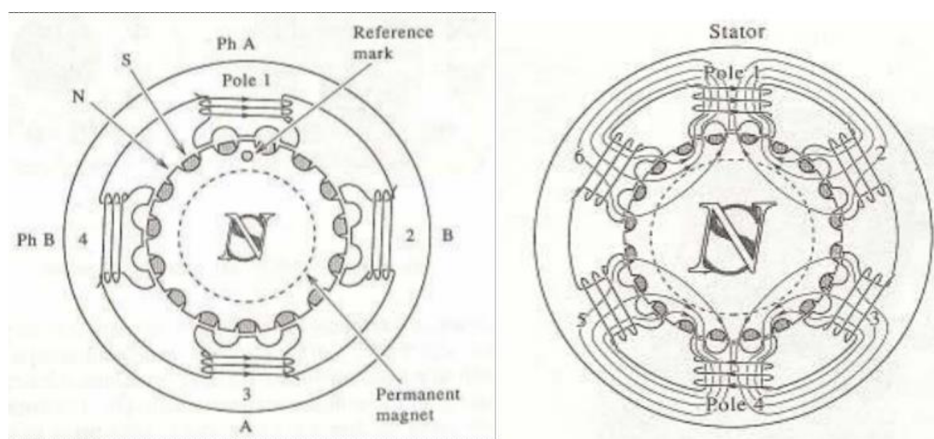 Ph A
Reference
mark
S
Pole 1
N
Ph B
4
N
S
2
B
3
A
Permanent
magnet
Stator
Pole 1
6
2
N
S
5
3
Pole 4